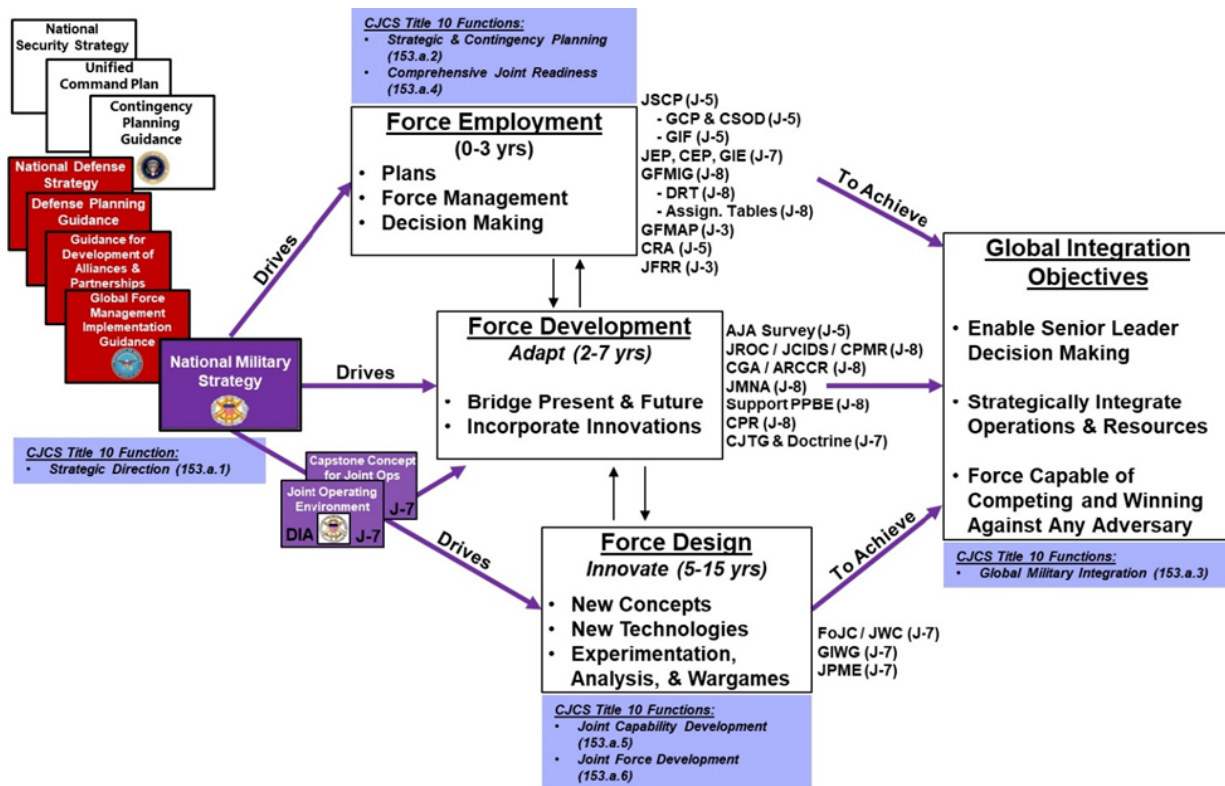 National
Security Strategy
Unified
Command Plan
Contingency
Planning
Guidance
National Defense
Strategy
Defense Planning
Guidance
Guidance for
Development of
Alliances &
Partnerships
Global Force
Management
Implementation
Guidance
National Military
Strategy
CJCS Title 10 Function:
• Strategic Direction (153.a.1)
Drives
Drives
Drives
Capstone Concept
for Joint Ops
J-7
Joint Operating
Environment
DIA J-7
CJCS Title 10 Functions:
• Strategic & Contingency Planning
(153.a.2)
• Comprehensive Joint Readiness
(153.a.4)
Force Employment
(0-3 yrs)
• Plans
• Force Management
• Decision Making
JSCP (J-5)
- GCP & CSOD (J-5)
- GIF (J-5)
JEP, CEP, GIE (J-7)
GFMIG (J-8)
- DRT (J-8)
- Assign. Tables (J-8)
GFMAP (J-3)
CRA (J-5)
JFRR (J-3)
Force Development
Adapt (2-7 yrs)
• Bridge Present & Future
• Incorporate Innovations
AJA Survey (J-5)
JROC / JCIDS / CPMR (J-8)
CGA / ARCCR (J-8)
JMNA (J-8)
Support PPBE (J-8)
CPR (J-8)
CJTG & Doctrine (J-7)
Force Design
Innovate (5-15 yrs)
• New Concepts
• New Technologies
• Experimentation,
Analysis, & Wargames
FoJC / JWC (J-7)
GIWG (J-7)
JPME (J-7)
CJCS Title 10 Functions:
• Joint Capability Development
(153.a.5)
• Joint Force Development
(153.a.6)
To Achieve
To Achieve
Global Integration
Objectives
• Enable Senior Leader
Decision Making
• Strategically Integrate
Operations & Resources
• Force Capable of
Competing and Winning
Against Any Adversary
CJCS Title 10 Functions:
• Global Military Integration (153.a.3)